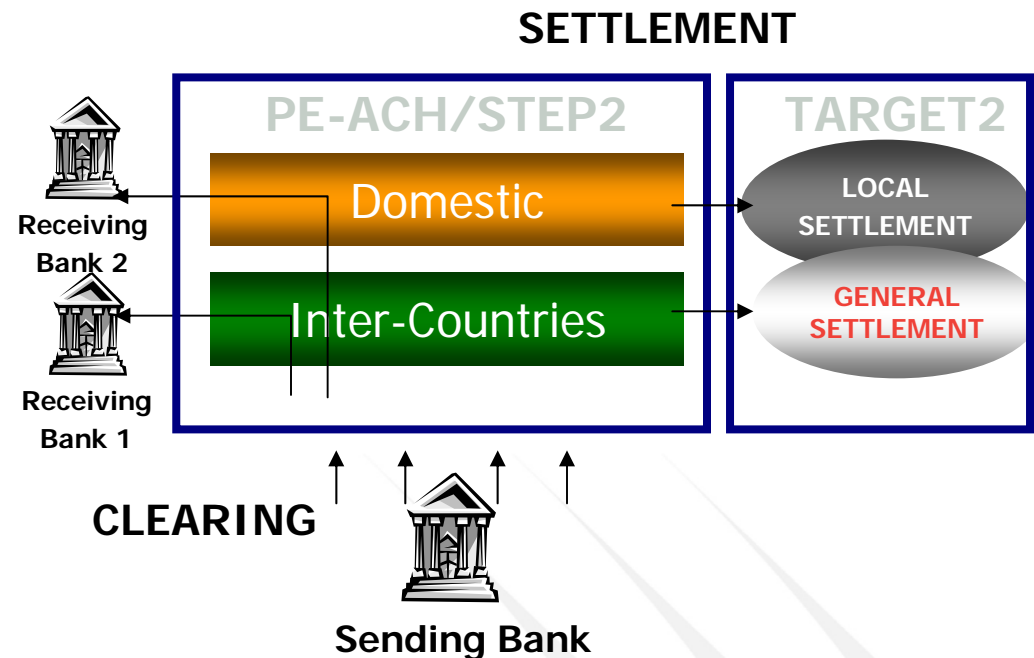 SETTLEMENT
PE-ACH/STEP2
TARGET2
Domestic
LOCAL
SETTLEMENT
Receiving
Bank 2
Inter-Countries
GENERAL
SETTLEMENT
Receiving
Bank 1
CLEARING
Sending Bank